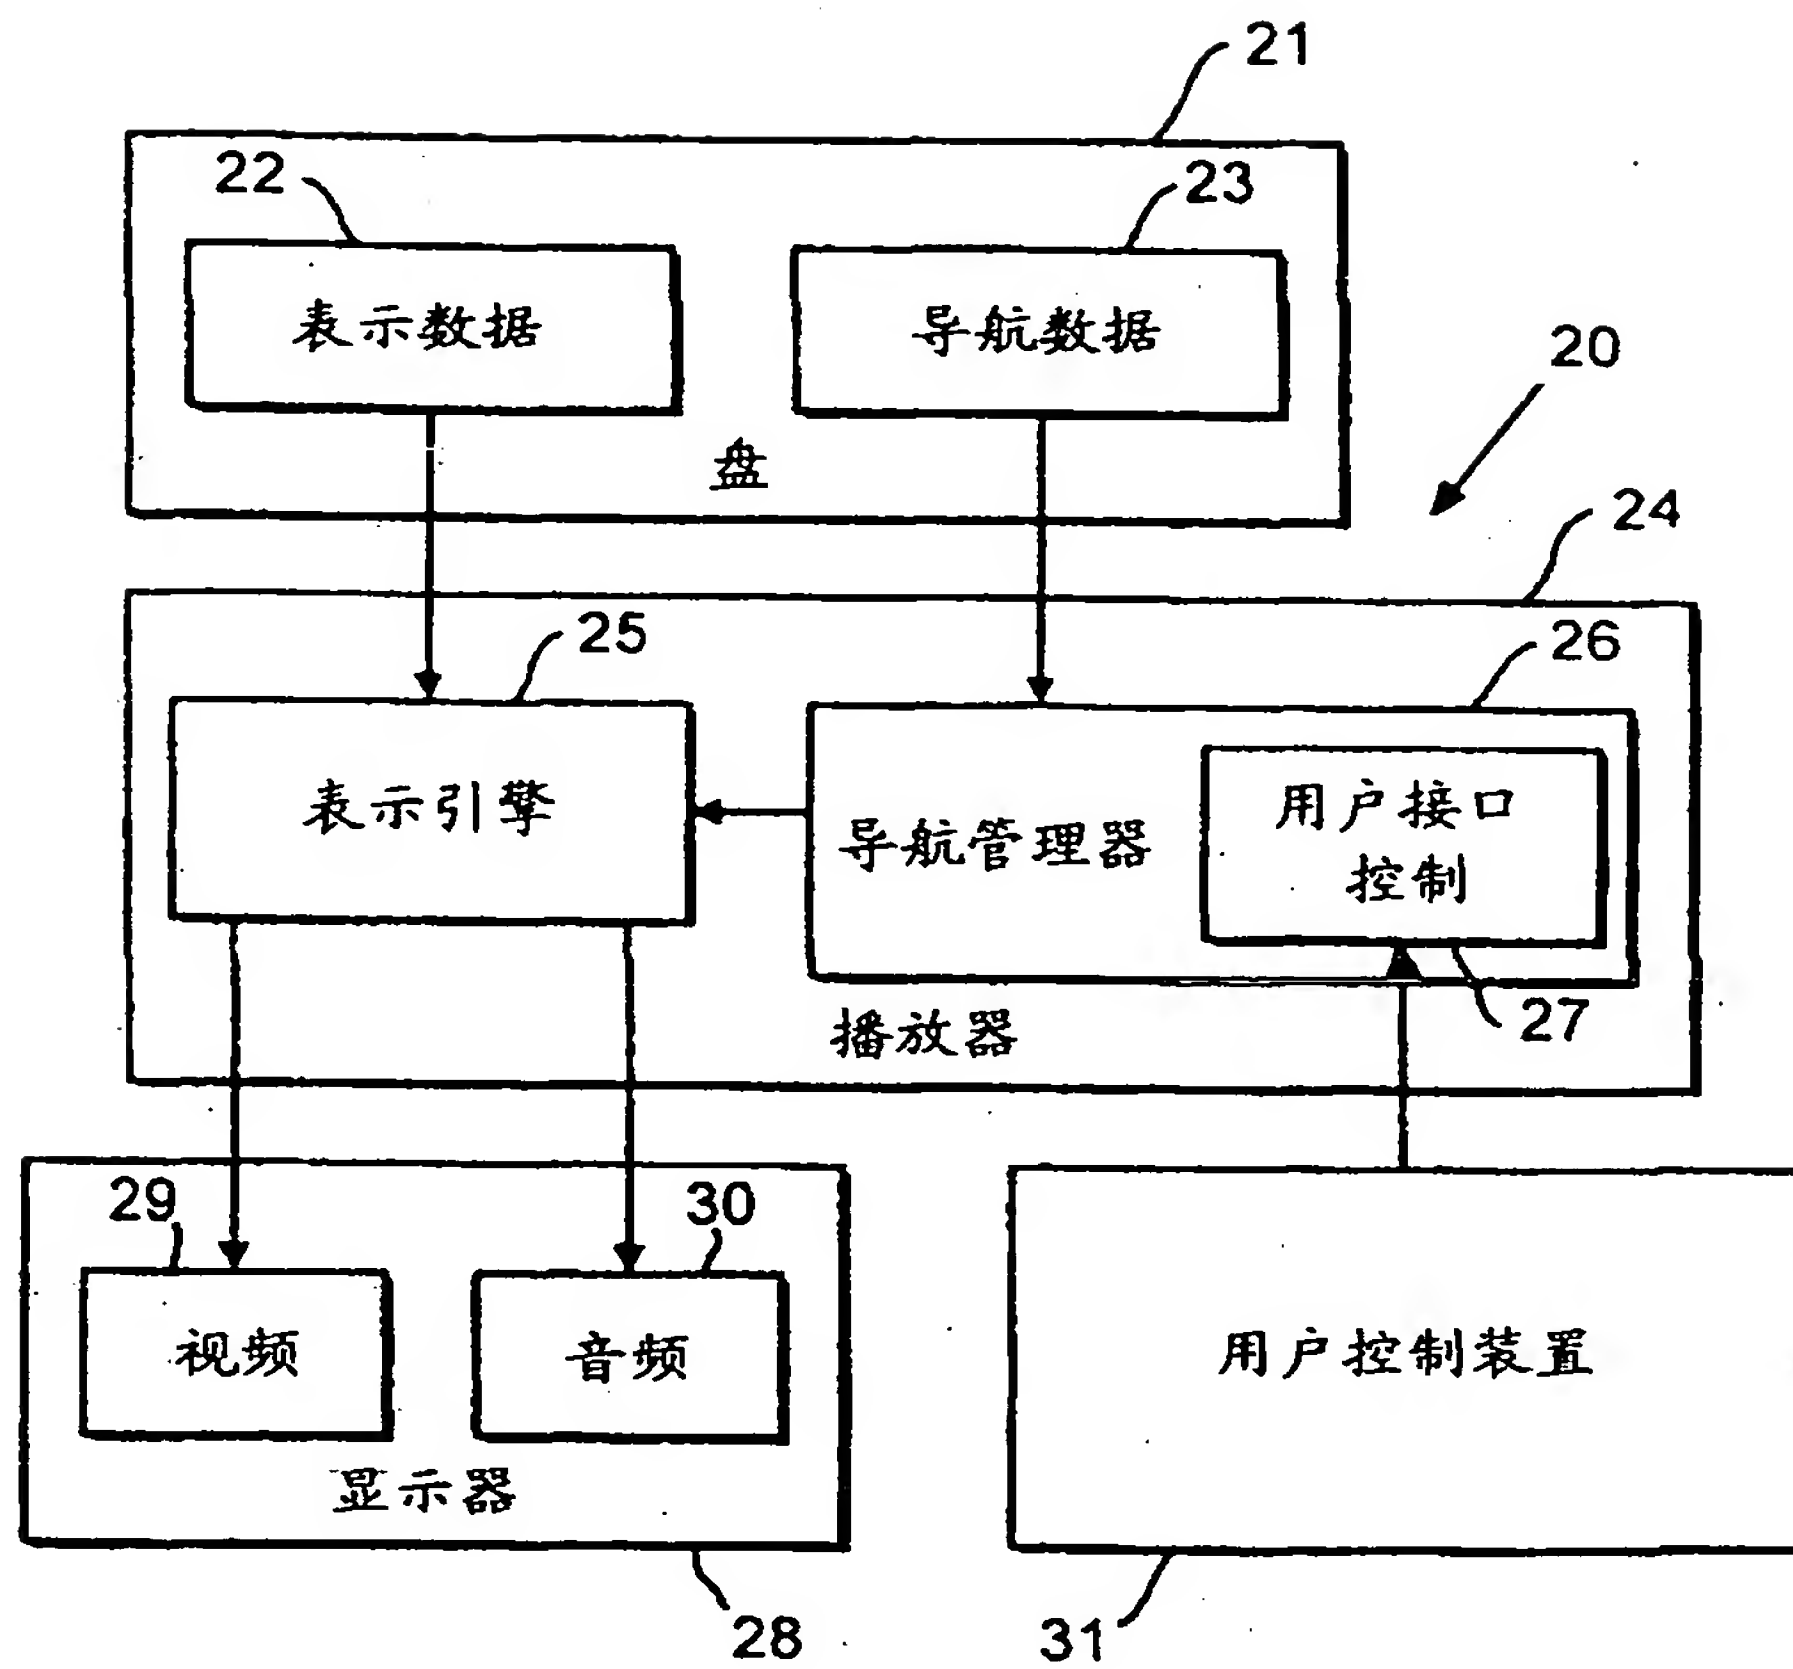 21
22
23
表示数据
导航数据
20
盘
24
25
26
表示引擎
导航管理器
用户接口
控制
27
播放器
29
30
视频
音频
用户控制装置
显示器
28
31